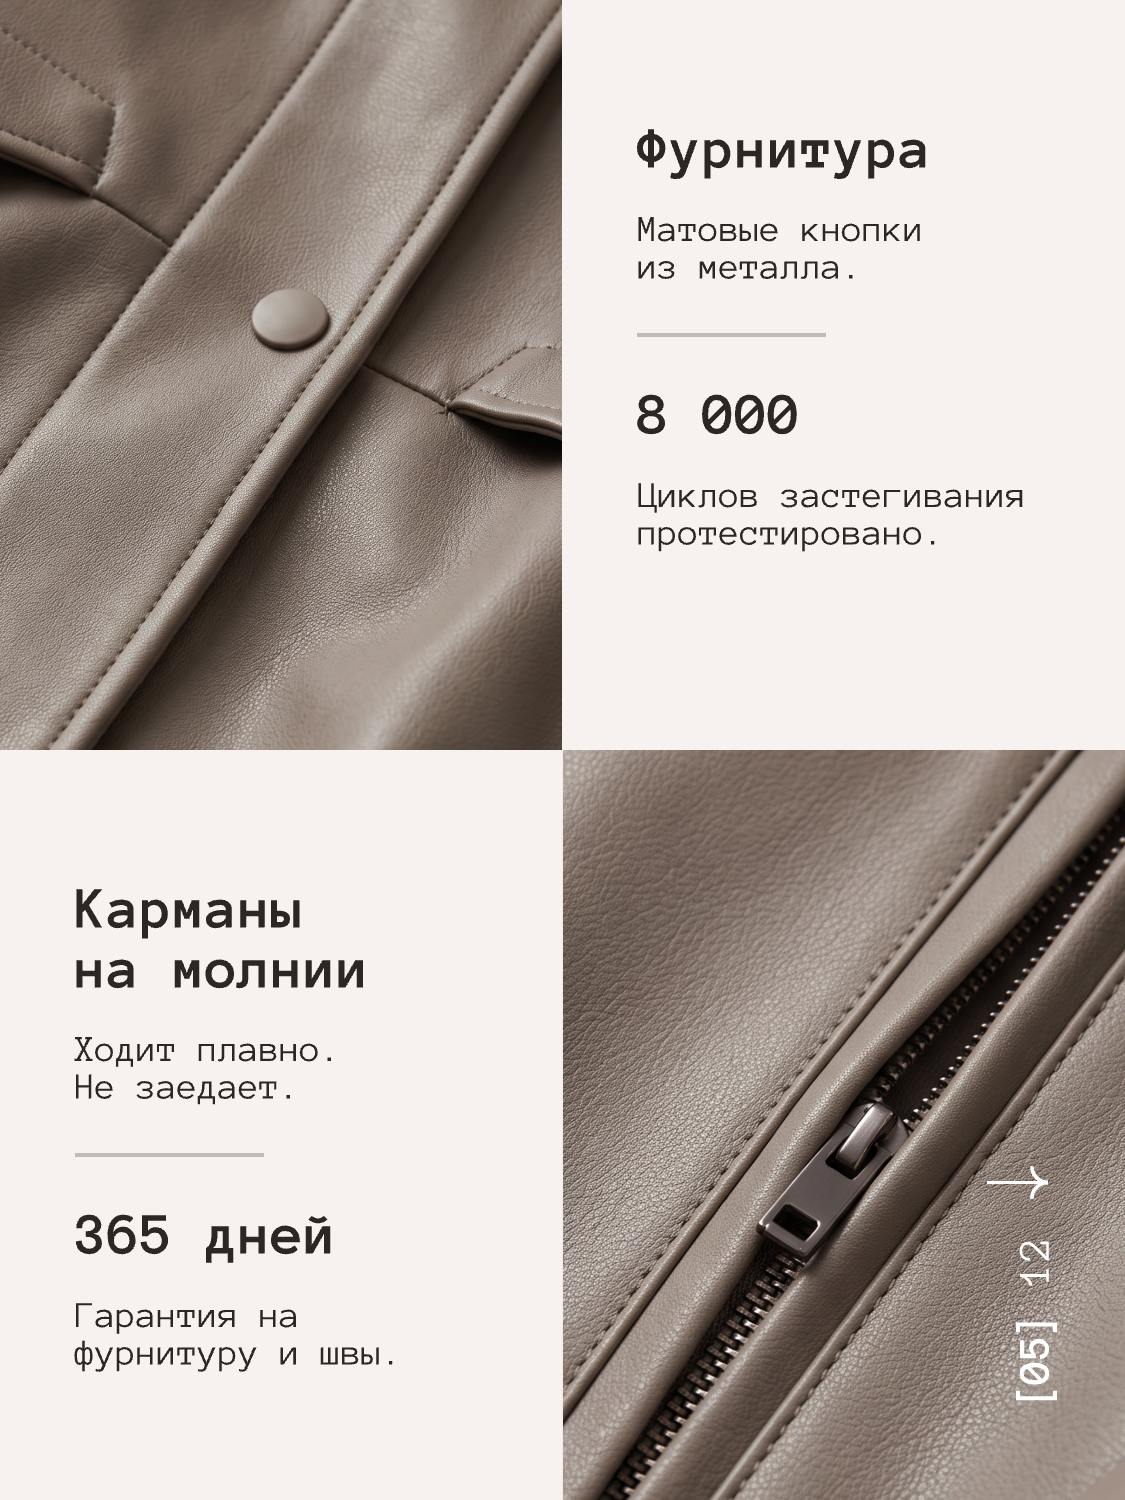 Фурнитура
Матовые кнопки
из металла.
8 000
Циклов застегивания
протестировано.
Карманы
на молнии
Ходит плавно.
Не заедает.
365 дней
Гарантия на
фурнитуру и швы.
[05] 12 →